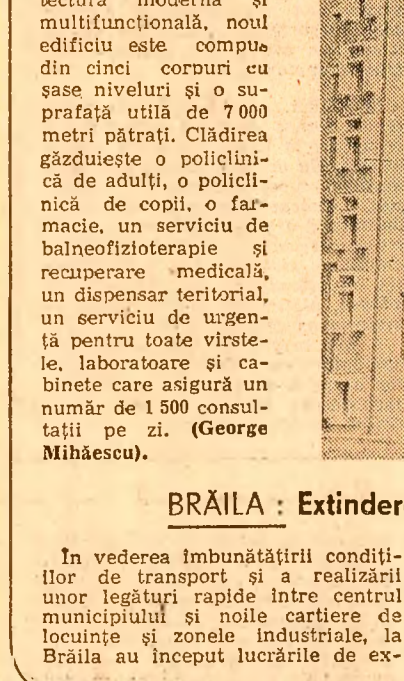 tectură modernă și
multifuncțională, noul
edificiu este compus
din cinci corpuri cu
șase niveluri și o su-
prafață utilă de 7 000
metri pătrați. Clădirea
găzduiește o policlini-
că de adulți, o policli-
nică de copii, o far-
macie, un serviciu de
balneofizioterapie și
recuperare medicală,
un dispensar teritorial,
un serviciu de urgen-
ță pentru toate vîrste-
le, laboratoare și ca-
binete care asigură un
număr de 1 500 consul-
tații pe zi. (George
Mihăescu).
BRĂILA : Extinder
În vederea îmbunătățirii condiți-
ilor de transport și a realizării
unor legături rapide între centrul
municipiului și noile cartiere de
locuințe și zonele industriale, la
Brăila au început lucrările de ex-